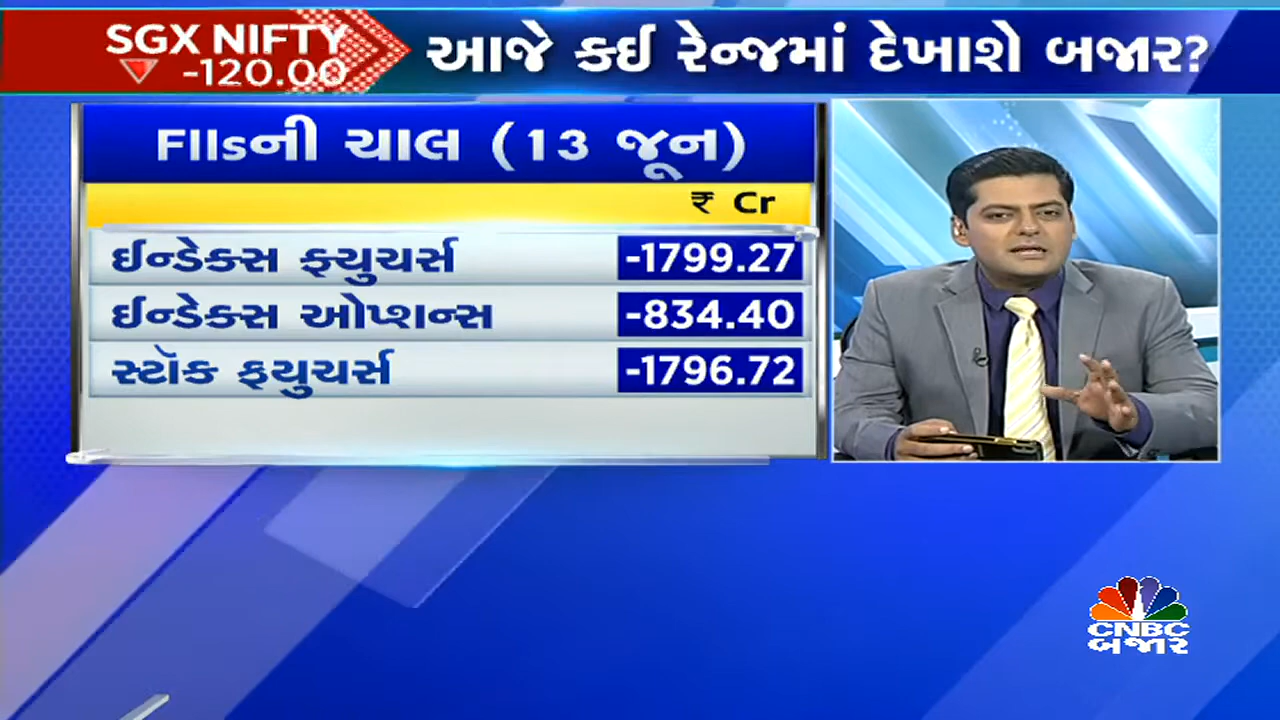 SGX NIFTY
-120.00
આજે કઈ રેન્જમાં દેખાશે બજાર?
FIIsની ચાલ (13 જૂન)
₹ Cr
ઈન્ડેક્સ ફ્યુચર્સ -1799.27
ઈન્ડેક્સ ઓપ્શન્સ -834.40
સ્ટૉક ફ્યુચર્સ -1796.72
CNBC
બજાર